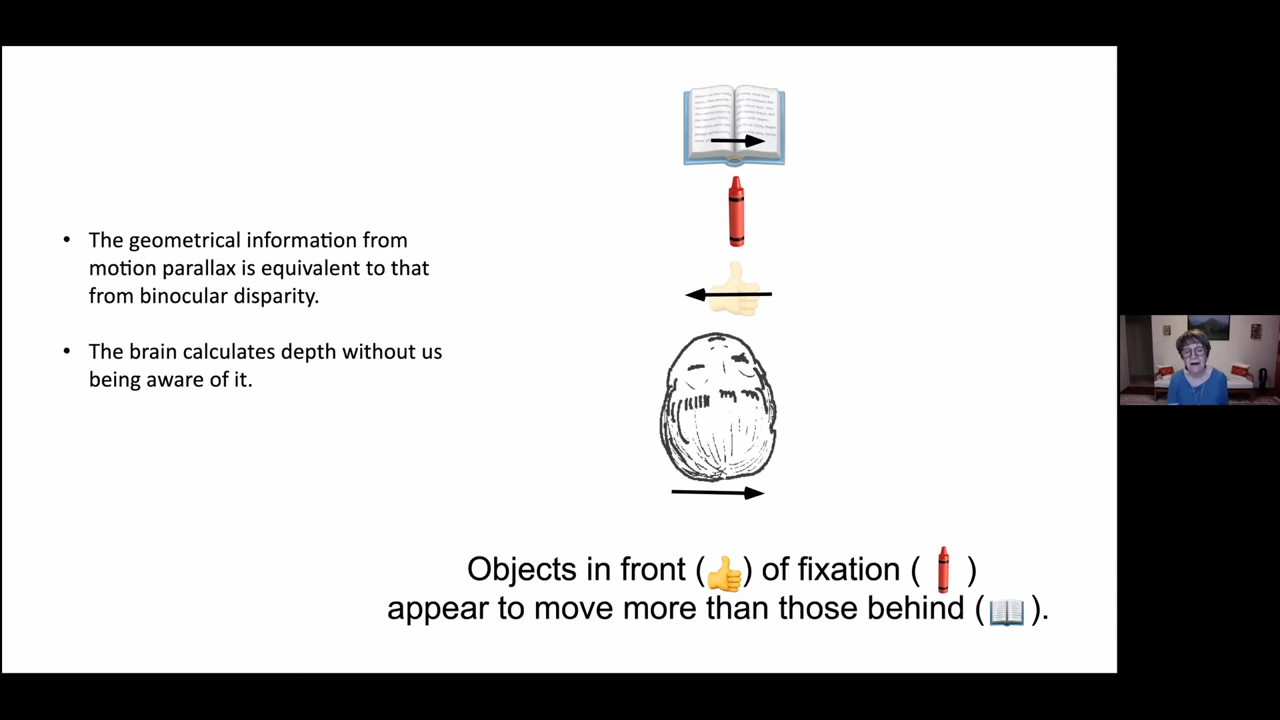 • The geometrical information from
motion parallax is equivalent to that
from binocular disparity.
• The brain calculates depth without us
being aware of it.
Objects in front (👍) of fixation (🖍)
appear to move more than those behind (📖).